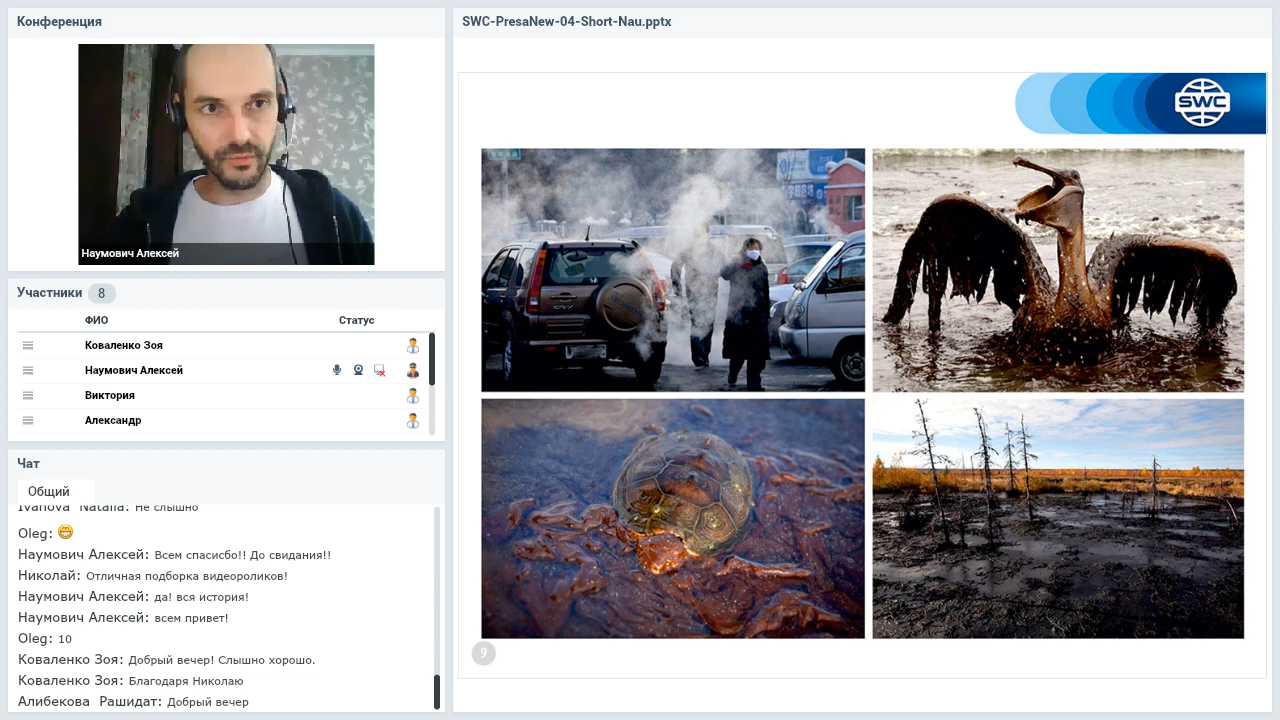 Конференция
Наумович Алексей
Участники 8
ФИО Статус
Коваленко Зоя
Наумович Алексей
Виктория
Александр
Чат
Общий
Ivanova Natalia: Не слышно
Oleg: 😁
Наумович Алексей: Всем спасисбо!! До свидания!!
Николай: Отличная подборка видеороликов!
Наумович Алексей: да! вся история!
Наумович Алексей: всем привет!
Oleg: 10
Коваленко Зоя: Добрый вечер! Слышно хорошо.
Коваленко Зоя: Благодаря Николаю
Алибекова Рашидат: Добрый вечер
SWC-PresaNew-04-Short-Nau.pptx
SWC
9